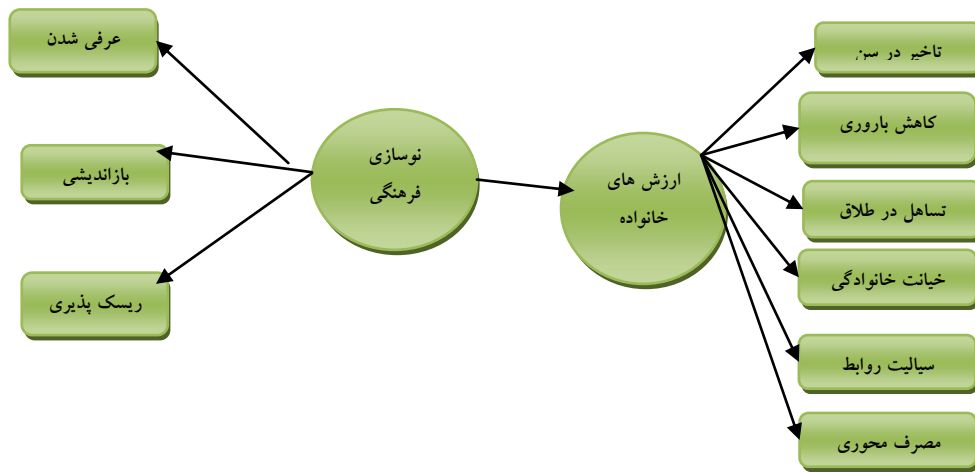 عرفی شدن
بازاندیشی
ریسک پذیری
نوسازی
فرهنگی
ارزش های
خانواده
تاخیر در سن
کاهش باروری
تساهل در طلاق
خیانت خانوادگی
سیالیت روابط
مصرف محوری